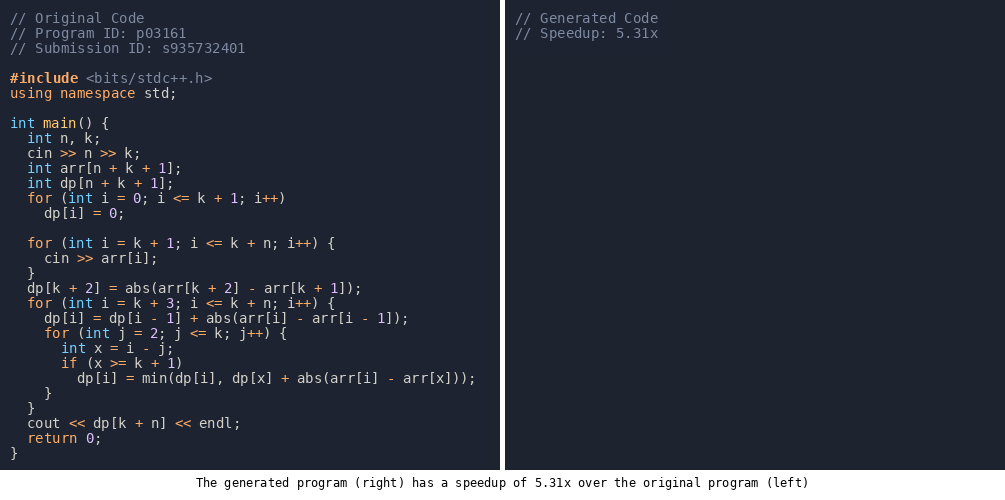 // Original Code
// Program ID: p03161
// Submission ID: s935732401

#include <bits/stdc++.h>
using namespace std;

int main() {
  int n, k;
  cin >> n >> k;
  int arr[n + k + 1];
  int dp[n + k + 1];
  for (int i = 0; i <= k + 1; i++)
    dp[i] = 0;

  for (int i = k + 1; i <= k + n; i++) {
    cin >> arr[i];
  }
  dp[k + 2] = abs(arr[k + 2] - arr[k + 1]);
  for (int i = k + 3; i <= k + n; i++) {
    dp[i] = dp[i - 1] + abs(arr[i] - arr[i - 1]);
    for (int j = 2; j <= k; j++) {
      int x = i - j;
      if (x >= k + 1)
        dp[i] = min(dp[i], dp[x] + abs(arr[i] - arr[x]));
    }
  }
  cout << dp[k + n] << endl;
  return 0;
}
// Generated Code
// Speedup: 5.31x
The generated program (right) has a speedup of 5.31x over the original program (left)